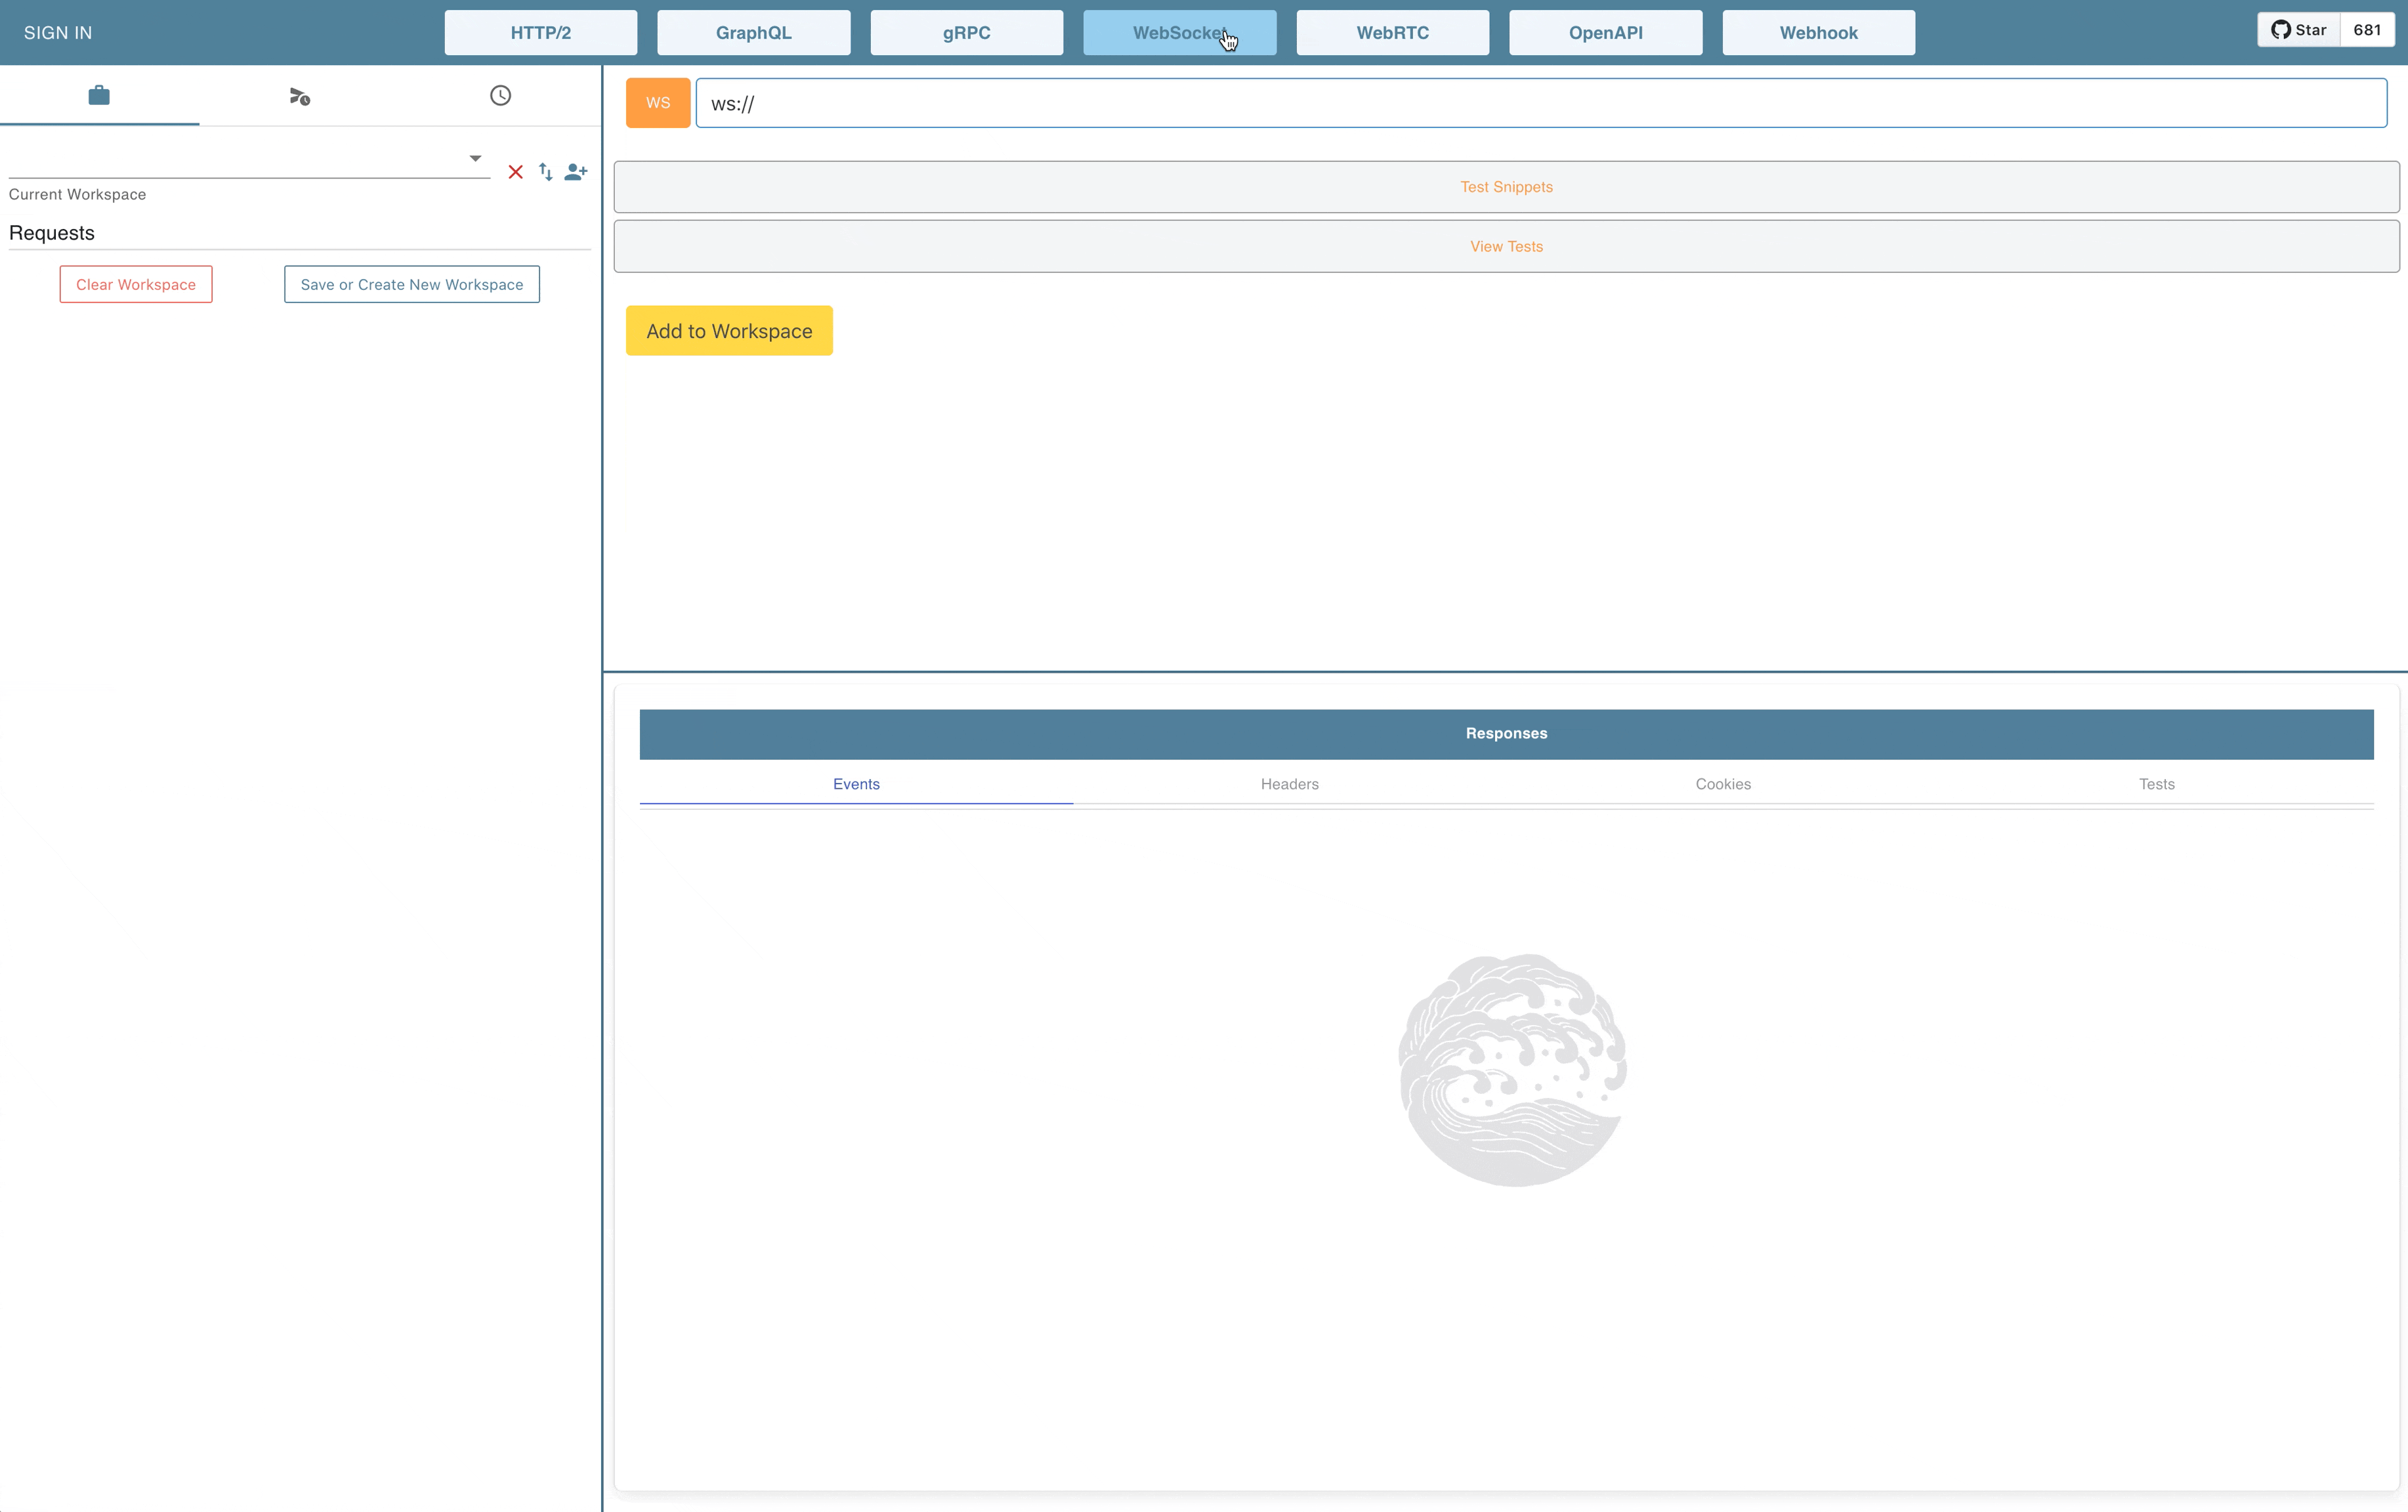 SIGN IN
HTTP/2
GraphQL
gRPC
WebSocket
WebRTC
OpenAPI
Webhook
Star
681
WS
ws://
Current Workspace
Requests
Clear Workspace
Save or Create New Workspace
Test Snippets
View Tests
Add to Workspace
Responses
Events
Headers
Cookies
Tests